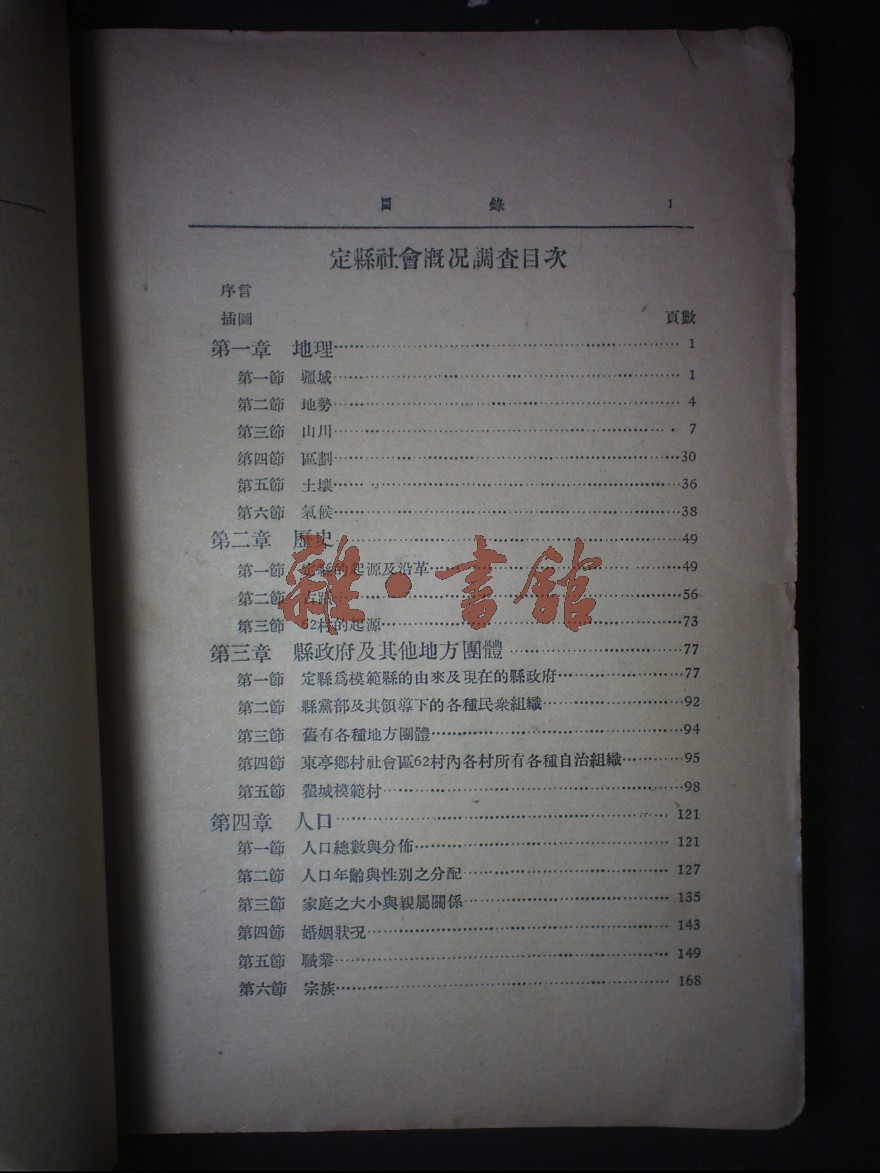 目錄 1
定縣社會概况調查目次
序言
插圖 頁數
第一章 地理 1
第一節 疆域 1
第二節 地勢 4
第三節 山川 7
第四節 區劃 30
第五節 土壤 36
第六節 氣候 38
第二章 歷史 49
第一節 定縣的起源及沿革 49
第二節 古蹟 56
第三節 62村的起源 73
雜·書館
第三章 縣政府及其他地方團體 77
第一節 定縣爲模範縣的由來及現在的縣政府 77
第二節 縣黨部及其領導下的各種民衆組織 92
第三節 舊有各種地方團體 94
第四節 東亭鄉村社會區62村內各村所有各種自治組織 95
第五節 翟城模範村 98
第四章 人口 121
第一節 人口總數與分佈 121
第二節 人口年齡與性別之分配 127
第三節 家庭之大小與親屬關係 135
第四節 婚姻狀况 143
第五節 職業 149
第六節 宗族 168